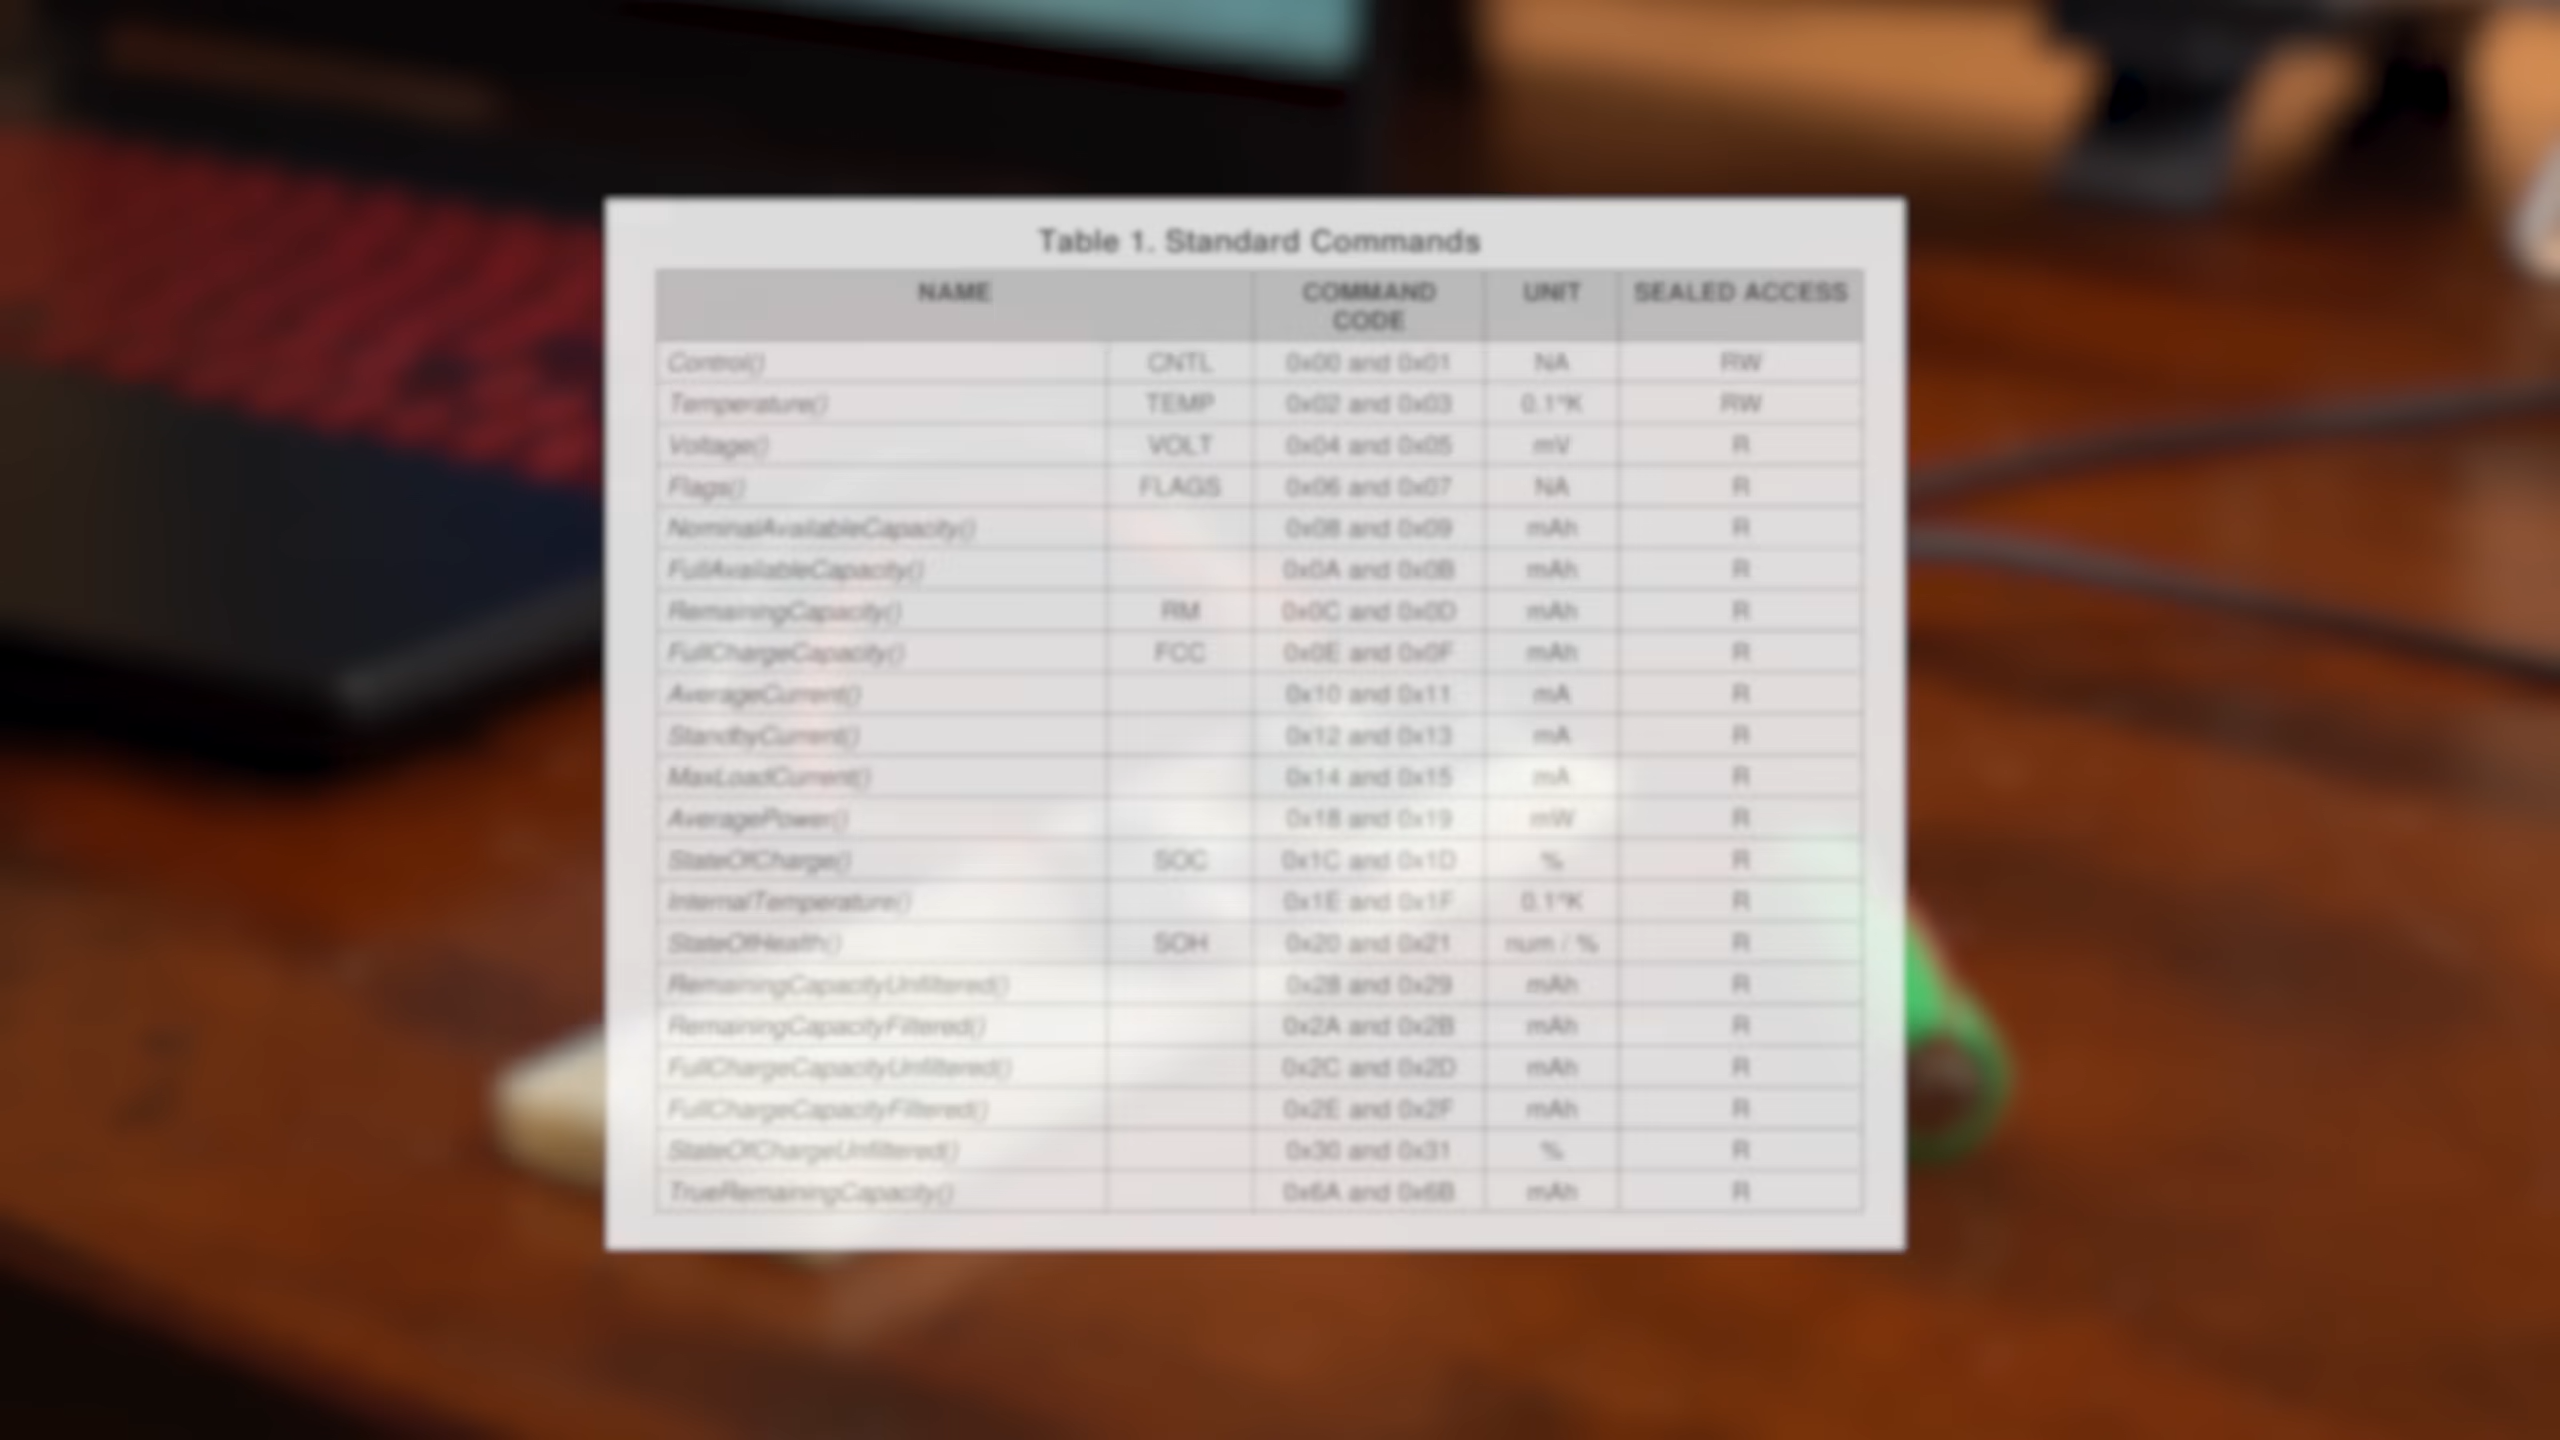 Table 1. Standard Commands
NAME COMMAND CODE UNIT SEALED ACCESS
Control() CNTL 0x00 and 0x01 NA RW
Temperature() TEMP 0x02 and 0x03 0.1°K RW
Voltage() VOLT 0x04 and 0x05 mV R
Flags() FLAGS 0x06 and 0x07 NA R
NominalAvailableCapacity() 0x08 and 0x09 mAh R
FullAvailableCapacity() 0x0A and 0x0B mAh R
RemainingCapacity() RM 0x0C and 0x0D mAh R
FullChargeCapacity() FCC 0x0E and 0x0F mAh R
AverageCurrent() 0x10 and 0x11 mA R
StandbyCurrent() 0x12 and 0x13 mA R
MaxLoadCurrent() 0x14 and 0x15 mA R
AveragePower() 0x18 and 0x19 mW R
StateOfCharge() SOC 0x1C and 0x1D % R
InternalTemperature() 0x1E and 0x1F 0.1°K R
StateOfHealth() SOH 0x20 and 0x21 num / % R
RemainingCapacityUnfiltered() 0x28 and 0x29 mAh R
RemainingCapacityFiltered() 0x2A and 0x2B mAh R
FullChargeCapacityUnfiltered() 0x2C and 0x2D mAh R
FullChargeCapacityFiltered() 0x2E and 0x2F mAh R
StateOfChargeUnfiltered() 0x30 and 0x31 % R
TrueRemainingCapacity() 0x6A and 0x6B mAh R